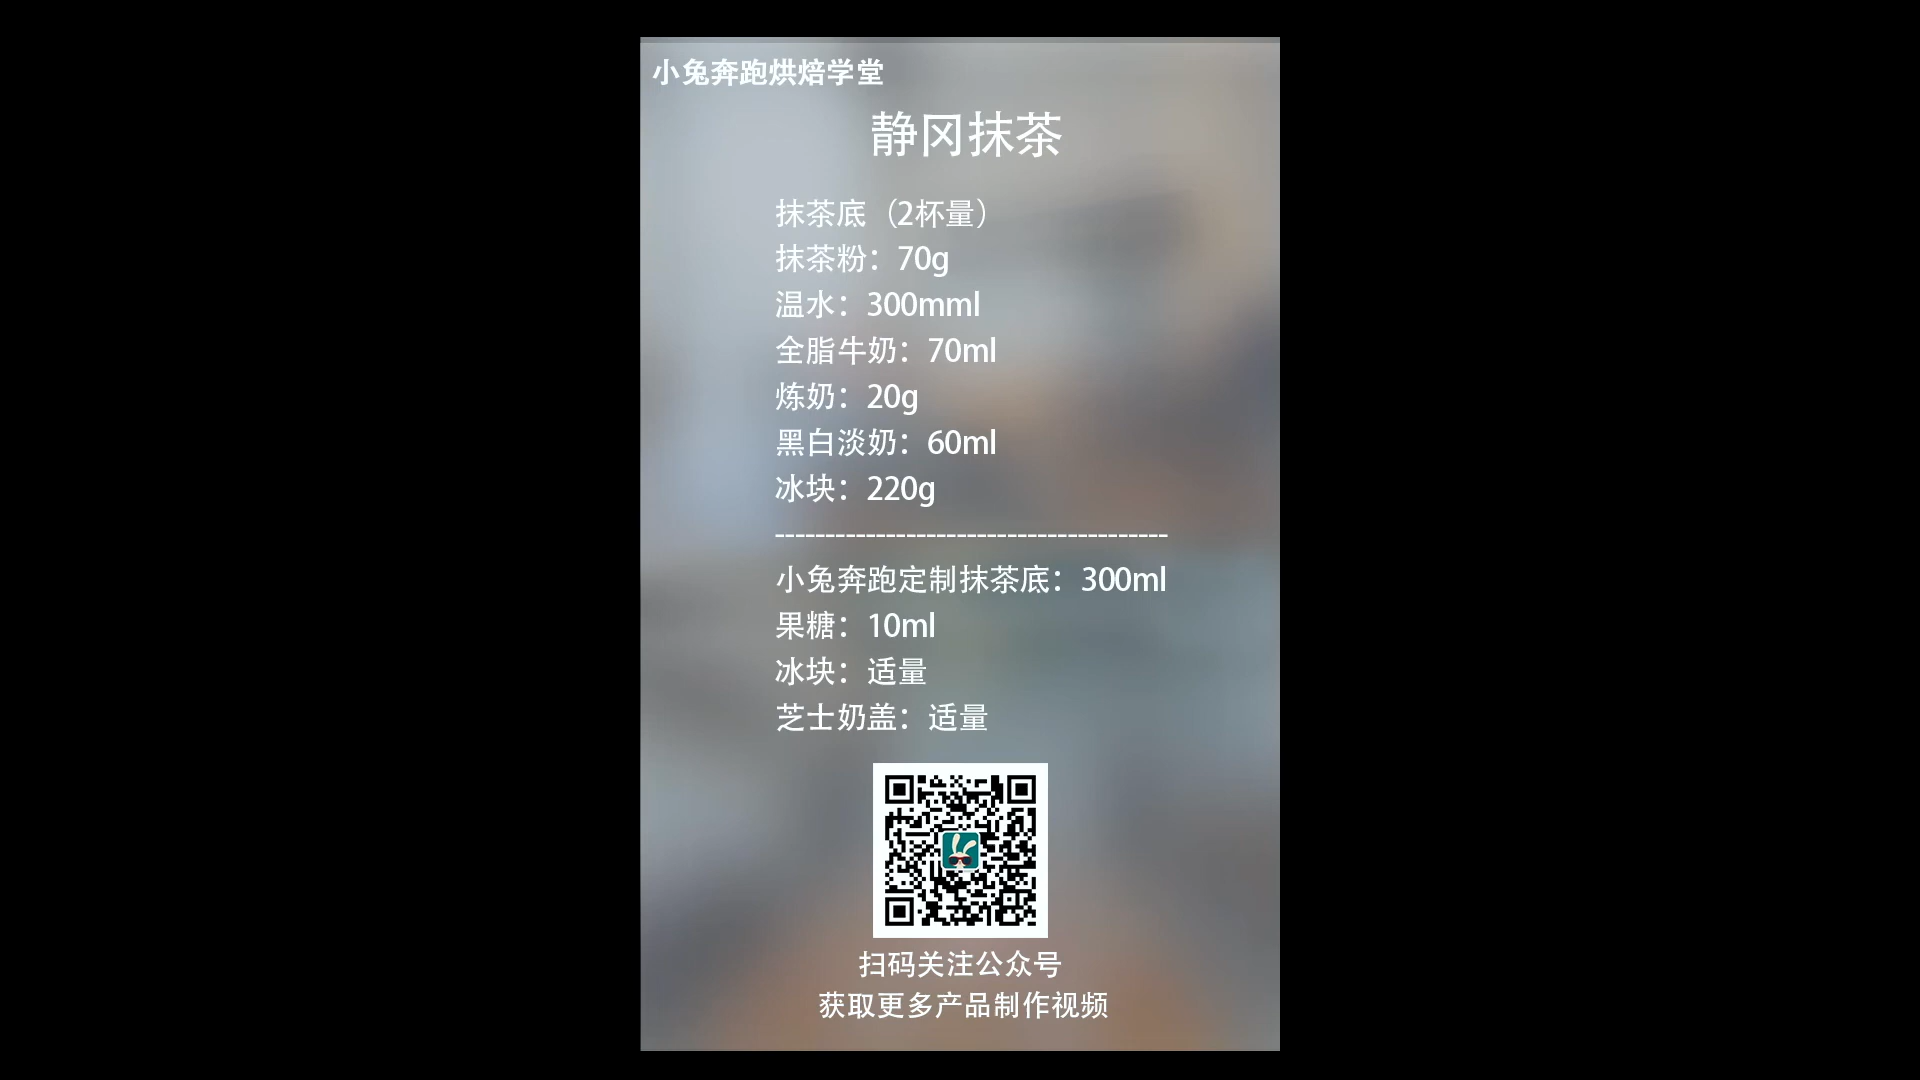 小兔奔跑烘焙学堂
静冈抹茶
抹茶底（2杯量）
抹茶粉：70g
温水：300mml
全脂牛奶：70ml
炼奶：20g
黑白淡奶：60ml
冰块：220g
---------------------------------------
小兔奔跑定制抹茶底：300ml
果糖：10ml
冰块：适量
芝士奶盖：适量
扫码关注公众号
获取更多产品制作视频